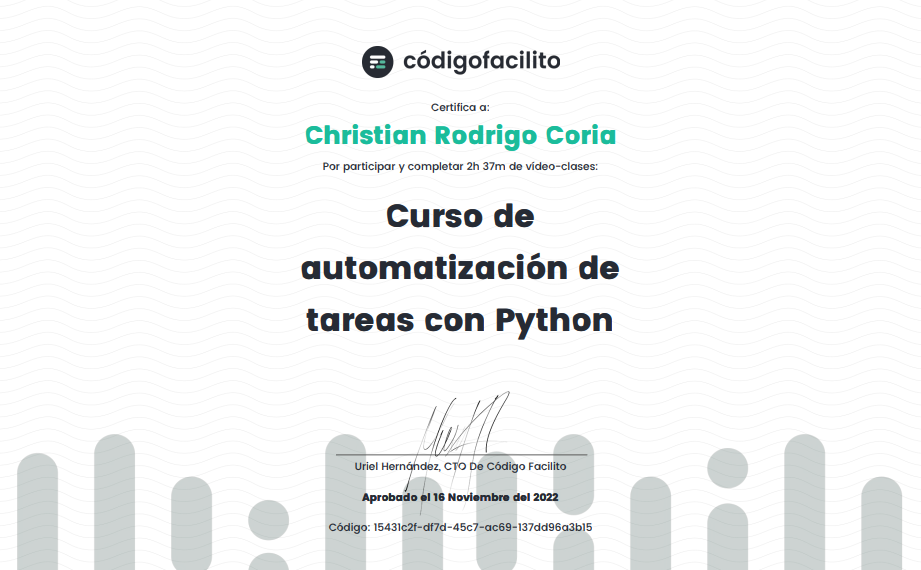 códigofacilito
Certifica a:
Christian Rodrigo Coria
Por participar y completar 2h 37m de vídeo-clases:
Curso de
automatización de
tareas con Python
Uriel Hernández, CTO De Código Facilito
Aprobado el 16 Noviembre del 2022
Código: 15431c2f-df7d-45c7-ac69-137dd96a3b15